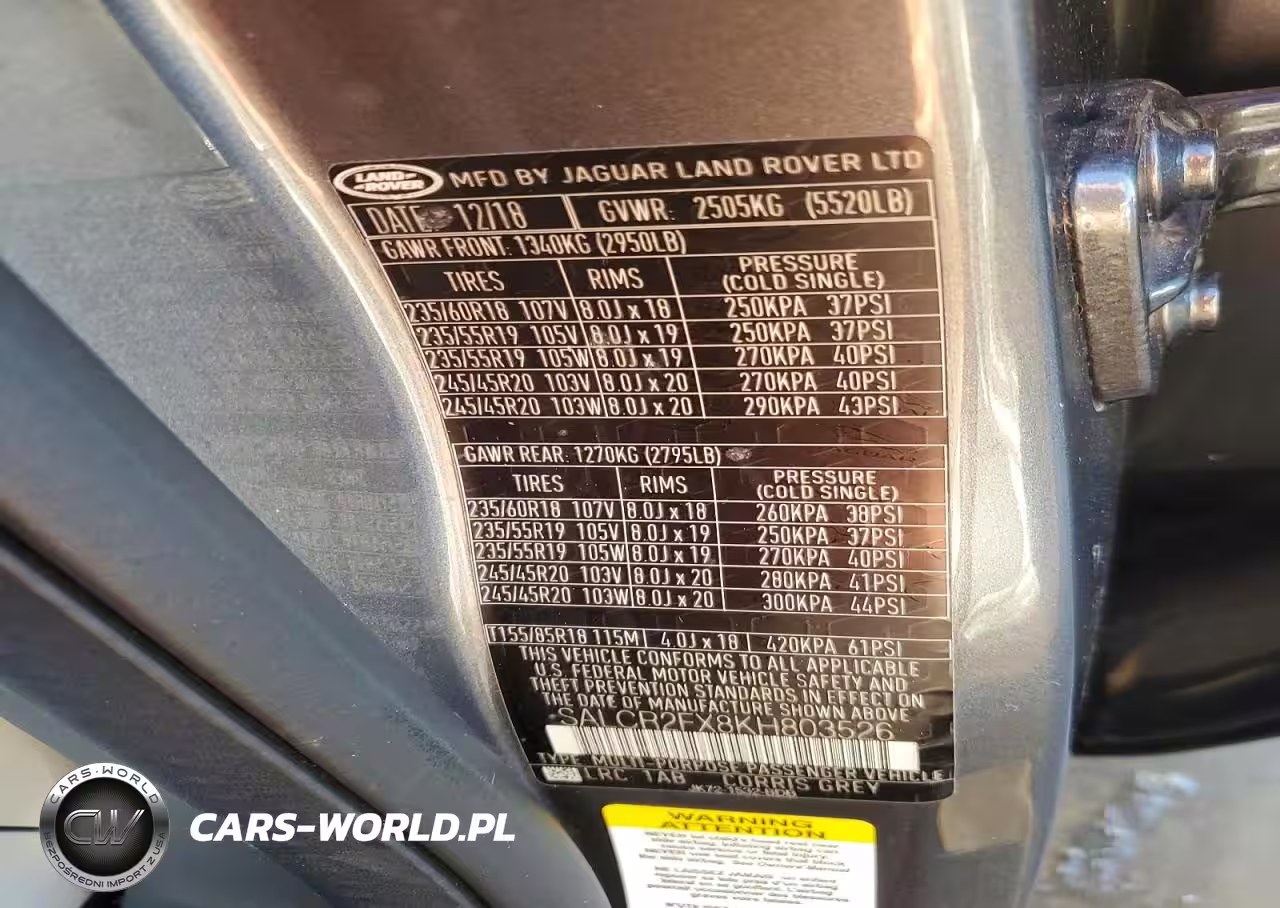 LAND-
-ROVER
MFD BY JAGUAR LAND ROVER LTD
DATE 12/18 GVWR: 2505KG (5520LB)
GAWR FRONT: 1340KG (2950LB)
TIRES RIMS PRESSURE
(COLD SINGLE)
235/60R18 107V 8.0J x 18 250KPA 37PSI
235/55R19 105V 8.0J x 19 250KPA 37PSI
235/55R19 105W 8.0J x 19 270KPA 40PSI
245/45R20 103V 8.0J x 20 270KPA 40PSI
245/45R20 103W 8.0J x 20 290KPA 43PSI
GAWR REAR: 1270KG (2795LB)
TIRES RIMS PRESSURE
(COLD SINGLE)
235/60R18 107V 8.0J x 18 260KPA 38PSI
235/55R19 105V 8.0J x 19 250KPA 37PSI
235/55R19 105W 8.0J x 19 270KPA 40PSI
245/45R20 103V 8.0J x 20 280KPA 41PSI
245/45R20 103W 8.0J x 20 300KPA 44PSI
T155/85R18 115M 4.0J x 18 420KPA 61PSI
THIS VEHICLE CONFORMS TO ALL APPLICABLE
U.S. FEDERAL MOTOR VEHICLE SAFETY AND
THEFT PREVENTION STANDARDS IN EFFECT ON
THE DATE OF MANUFACTURE SHOWN ABOVE
SALCR2FX8KH803526
TYPE: MULTI-PURPOSE PASSENGER VEHICLE
LRC: 1AB CORRIS GREY
WARNING
ATTENTION
CARS-WORLD
CW
BEZPOŚREDNI IMPORT Z USA
CARS-WORLD.PL